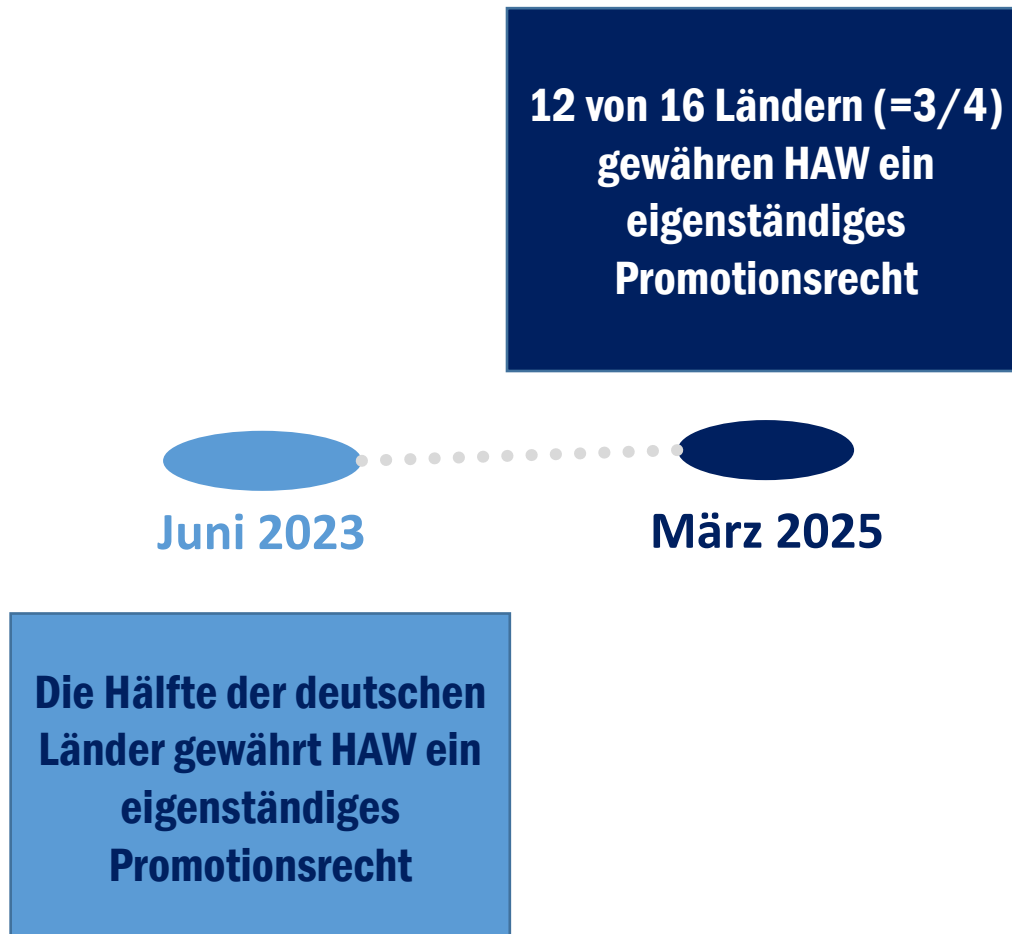 12 von 16 Ländern (=3/4)
gewähren HAW ein
eigenständiges
Promotionsrecht
Juni 2023
März 2025
Die Hälfte der deutschen
Länder gewährt HAW ein
eigenständiges
Promotionsrecht